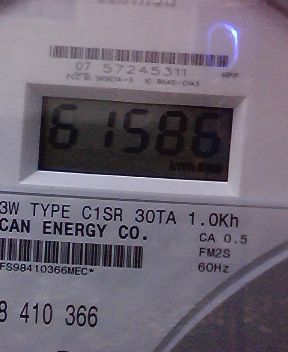 07 57245311
61586
3W TYPE C1SR 30TA 1.0Kh
CAN ENERGY CO.
CA 0.5
FM2S
60Hz
FS98410366MEC*
8 410 366